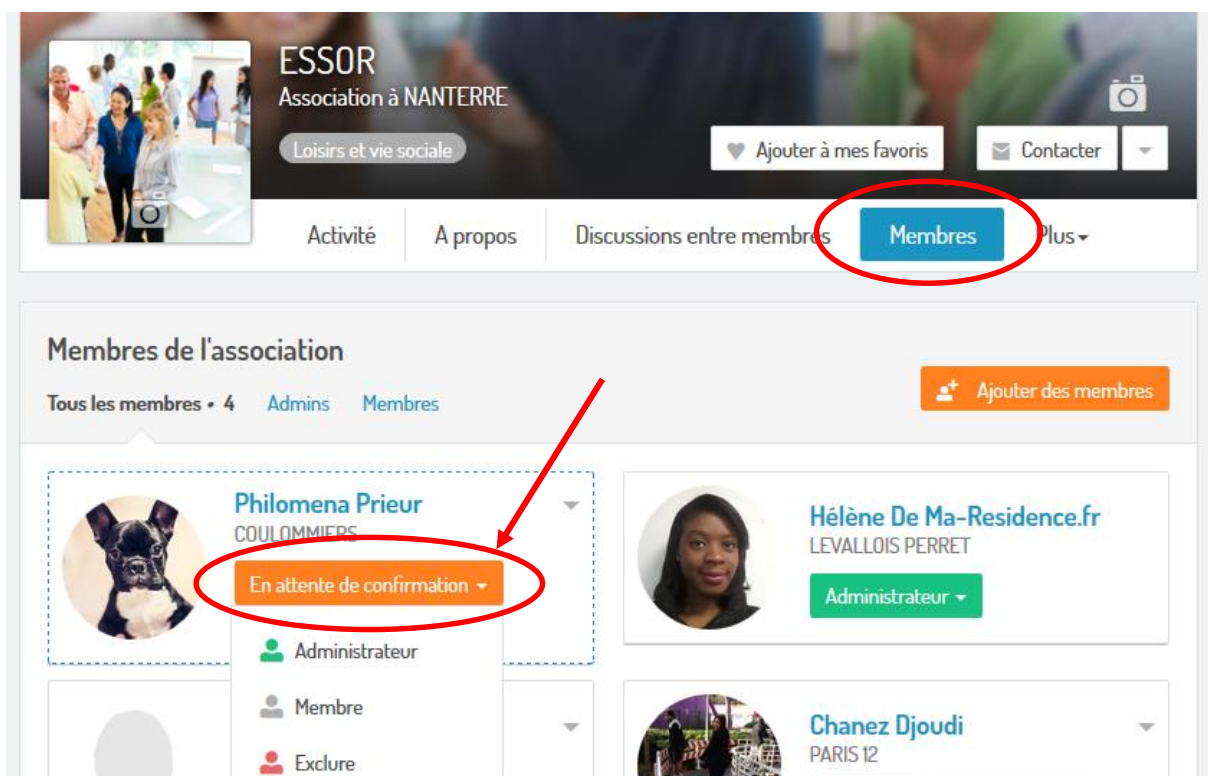 ESSOR
Association à NANTERRE
Loisirs et vie sociale
Ajouter à mes favoris
Contacter
Activité
A propos
Discussions entre membres
Membres
Plus
Membres de l'association
Tous les membres • 4
Admins
Membres
Ajouter des membres
Philomena Prieur
COULOMMIERS
En attente de confirmation
Administrateur
Membre
Exclure
Hélène De Ma-Residence.fr
LEVALLOIS PERRET
Administrateur
Chanez Djoudi
PARIS 12